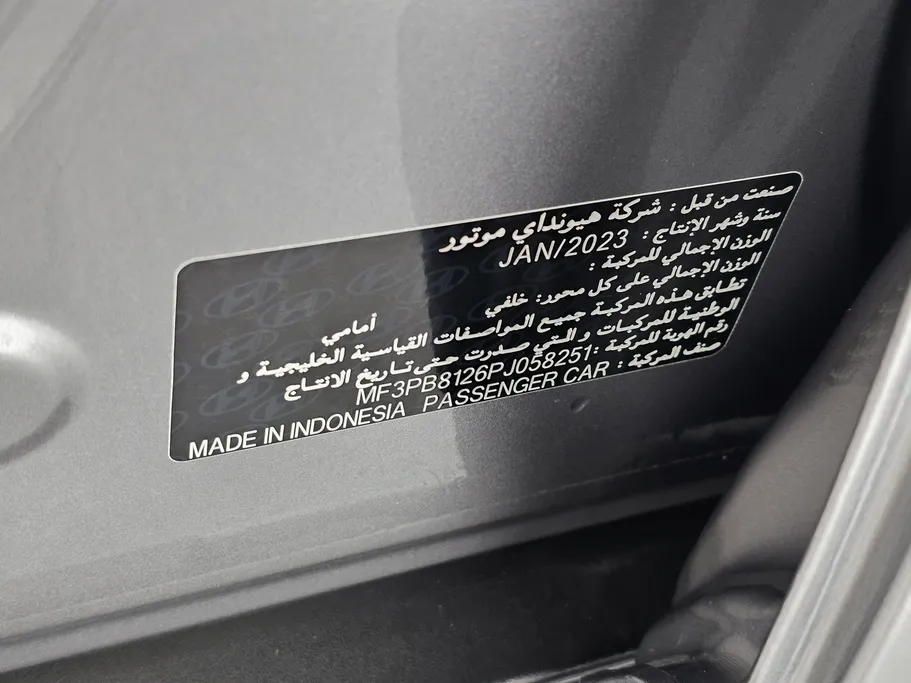 صنعت من قبل : شركة هيونداي موتور
سنة وشهر الإنتاج : JAN/2023
الوزن الإجمالي للمركبة :
الوزن الإجمالي على كل محور: خلفي أمامي
تطابق هذه المركبة جميع المواصفات القياسية الخليجية و
الوطنية للمركبات و التي صدرت حتى تاريخ الانتاج
رقم الهوية للمركبة :MF3PB8126PJ058251
صنف المركبة : PASSENGER CAR MADE IN INDONESIA